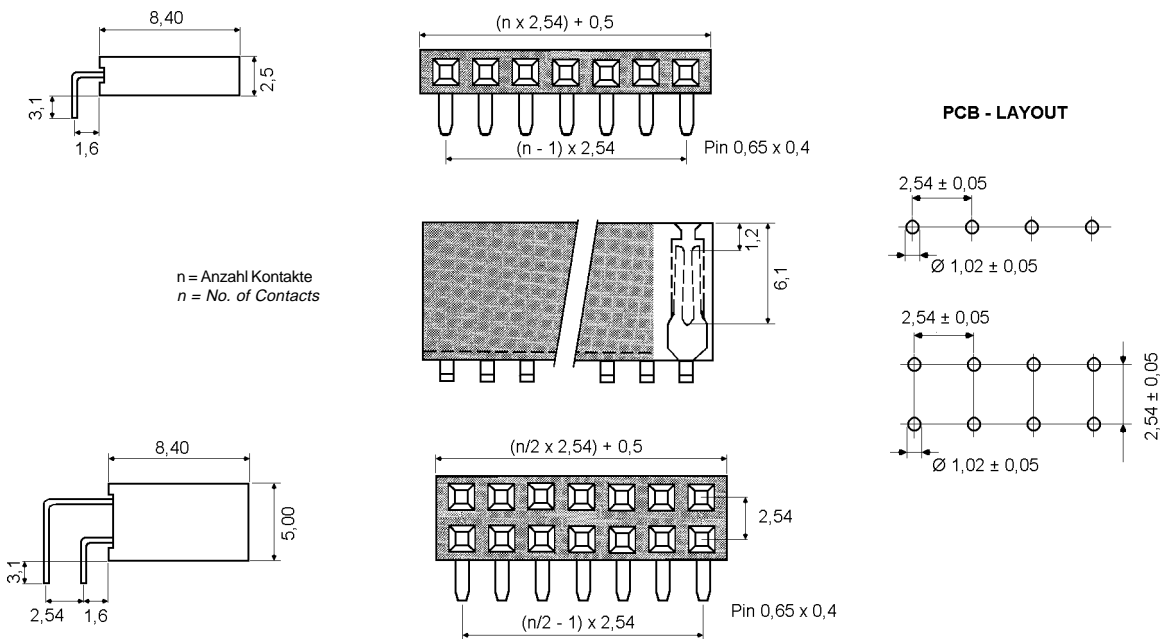 8,40
2,5
3,1
1,6
(n x 2,54) + 0,5
(n - 1) x 2,54
Pin 0,65 x 0,4
n = Anzahl Kontakte
n = No. of Contacts
1,2
6,1
PCB - LAYOUT
2,54 ± 0,05
Ø 1,02 ± 0,05
2,54 ± 0,05
2,54 ± 0,05
Ø 1,02 ± 0,05
8,40
5,00
3,1
2,54
1,6
(n/2 x 2,54) + 0,5
2,54
(n/2 - 1) x 2,54
Pin 0,65 x 0,4